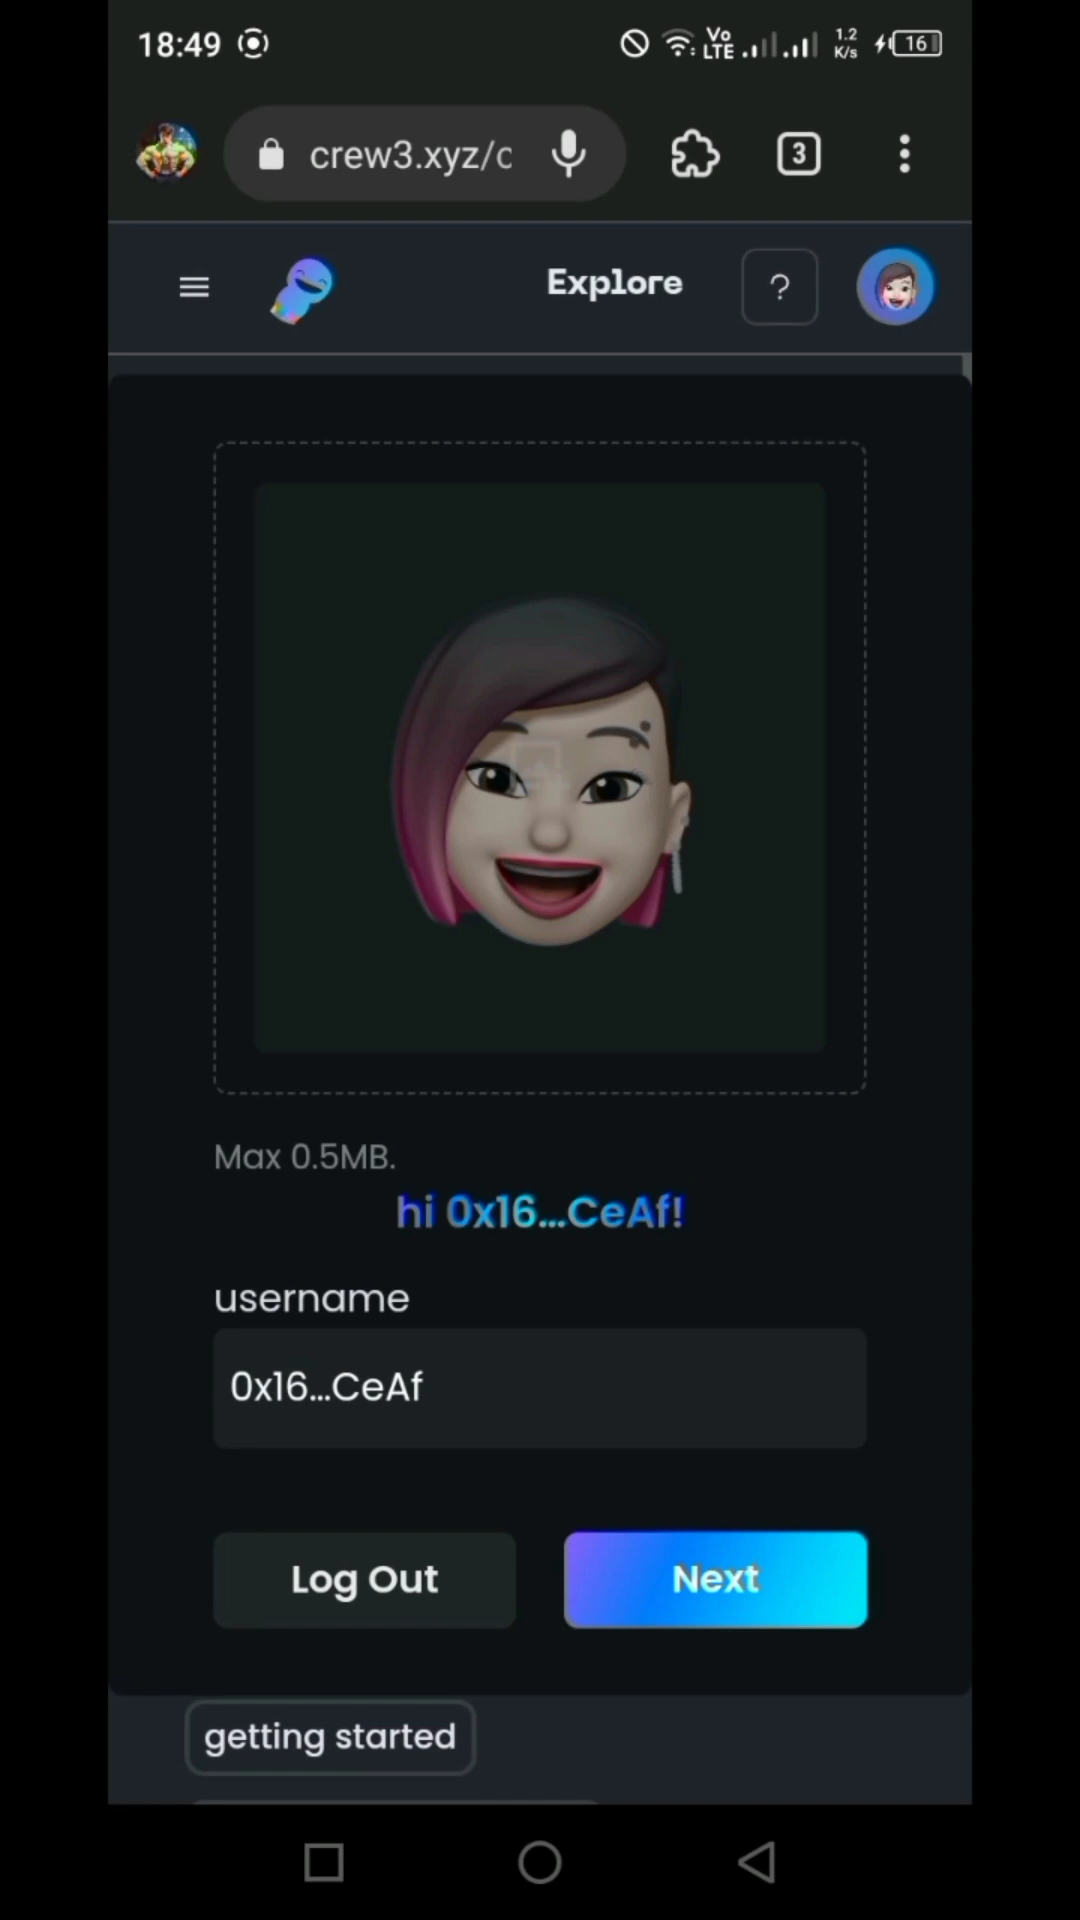 18:49
Vo LTE 1.2 K/s 16
crew3.xyz/c
3
Explore
?
Max 0.5MB.
hi 0x16...CeAf!
username
0x16...CeAf
Log Out
Next
getting started